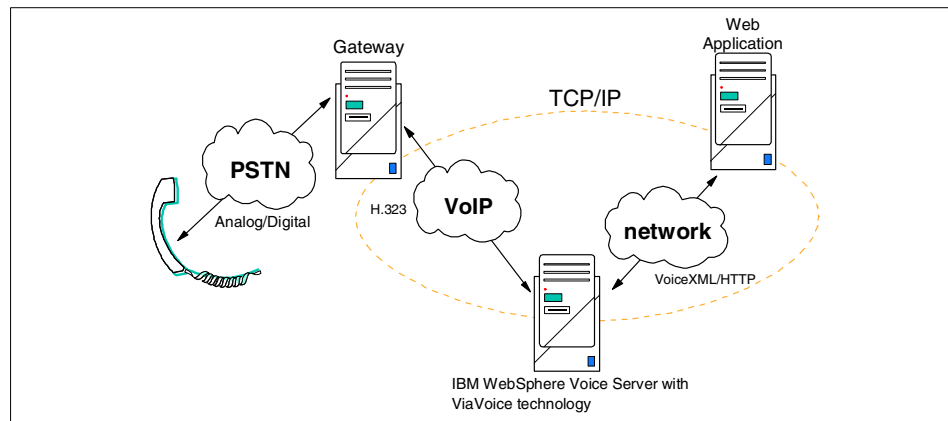 Gateway
Web
Application
TCP/IP
PSTN
Analog/Digital
H.323
VoIP
network
VoiceXML/HTTP
IBM WebSphere Voice Server with
ViaVoice technology